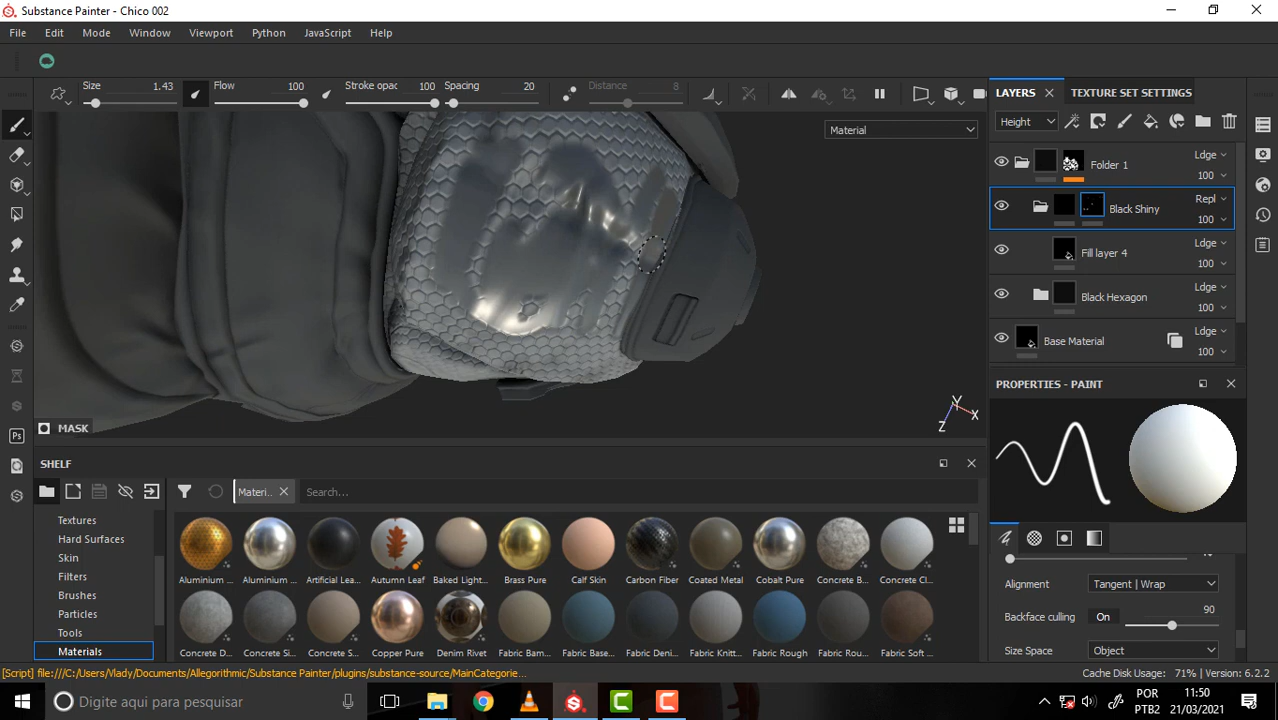 Substance Painter - Chico 002
File Edit Mode Window Viewport Python JavaScript Help
Size 1.43 Flow 100 Stroke opac 100 Spacing 20 Distance 8
Material
LAYERS TEXTURE SET SETTINGS
Height
Folder 1 Ldge 100
Black Shiny Repl 100
Fill layer 4 Ldge 100
Black Hexagon Ldge 100
Base Material Ldge 100
PROPERTIES - PAINT
Alignment Tangent | Wrap
Backface culling On 90
Size Space Object
Y X Z
MASK
SHELF
Materi.. Search...
Textures
Hard Surfaces
Skin
Filters
Brushes
Particles
Tools
Materials
Aluminium ... Aluminium ... Artificial Lea... Autumn Leaf Baked Light... Brass Pure Calf Skin Carbon Fiber Coated Metal Cobalt Pure Concrete B... Concrete Cl...
Concrete D... Concrete Si... Concrete S... Copper Pure Denim Rivet Fabric Bam... Fabric Base... Fabric Deni... Fabric Knitt... Fabric Rough Fabric Rou... Fabric Soft ...
[Script] file:///C:/Users/Vlady/Documents/Allegorithmic/Substance Painter/plugins/substance-source/MainCategorie...
Cache Disk Usage: 71% | Version: 6.2.2
Ps
Digite aqui para pesquisar
POR
PTB2
11:50
21/03/2021